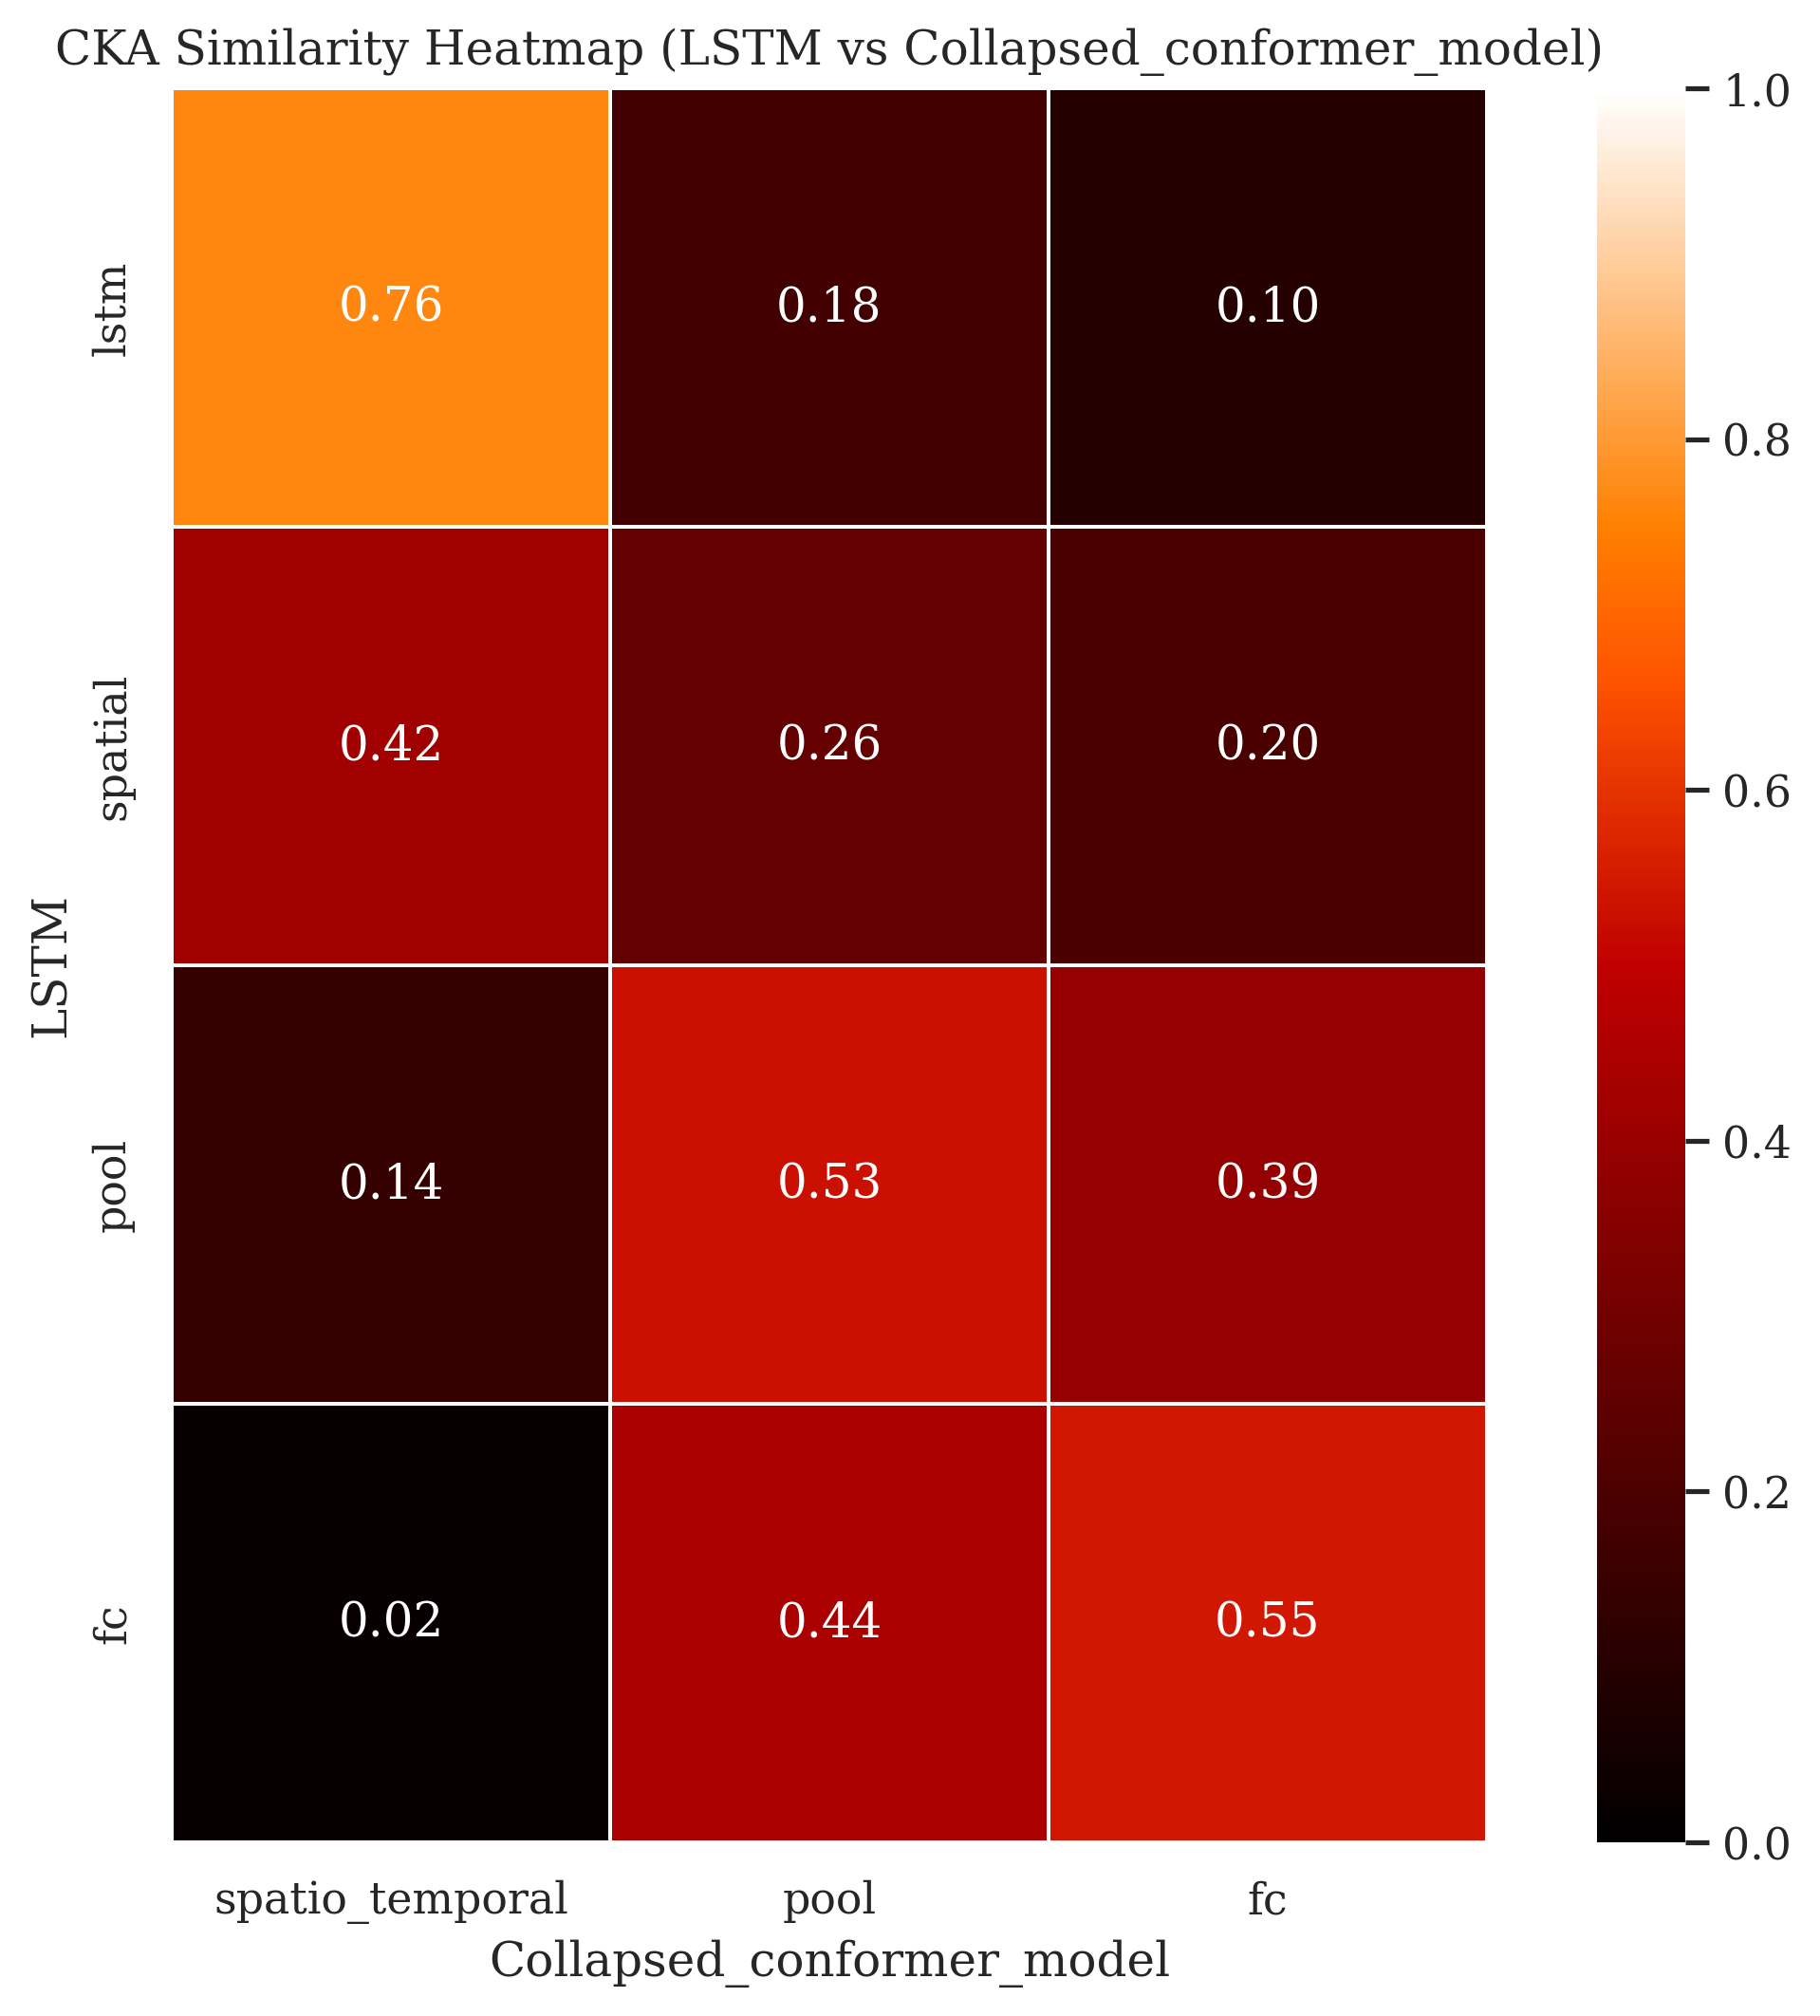 CKA Similarity Heatmap (LSTM vs Collapsed_conformer_model)
1.0
0.8
0.6
0.4
0.2
0.0
LSTM
lstm
0.76 0.18 0.10
spatial
0.42 0.26 0.20
pool
0.14 0.53 0.39
fc
0.02 0.44 0.55
spatio_temporal pool fc
Collapsed_conformer_model